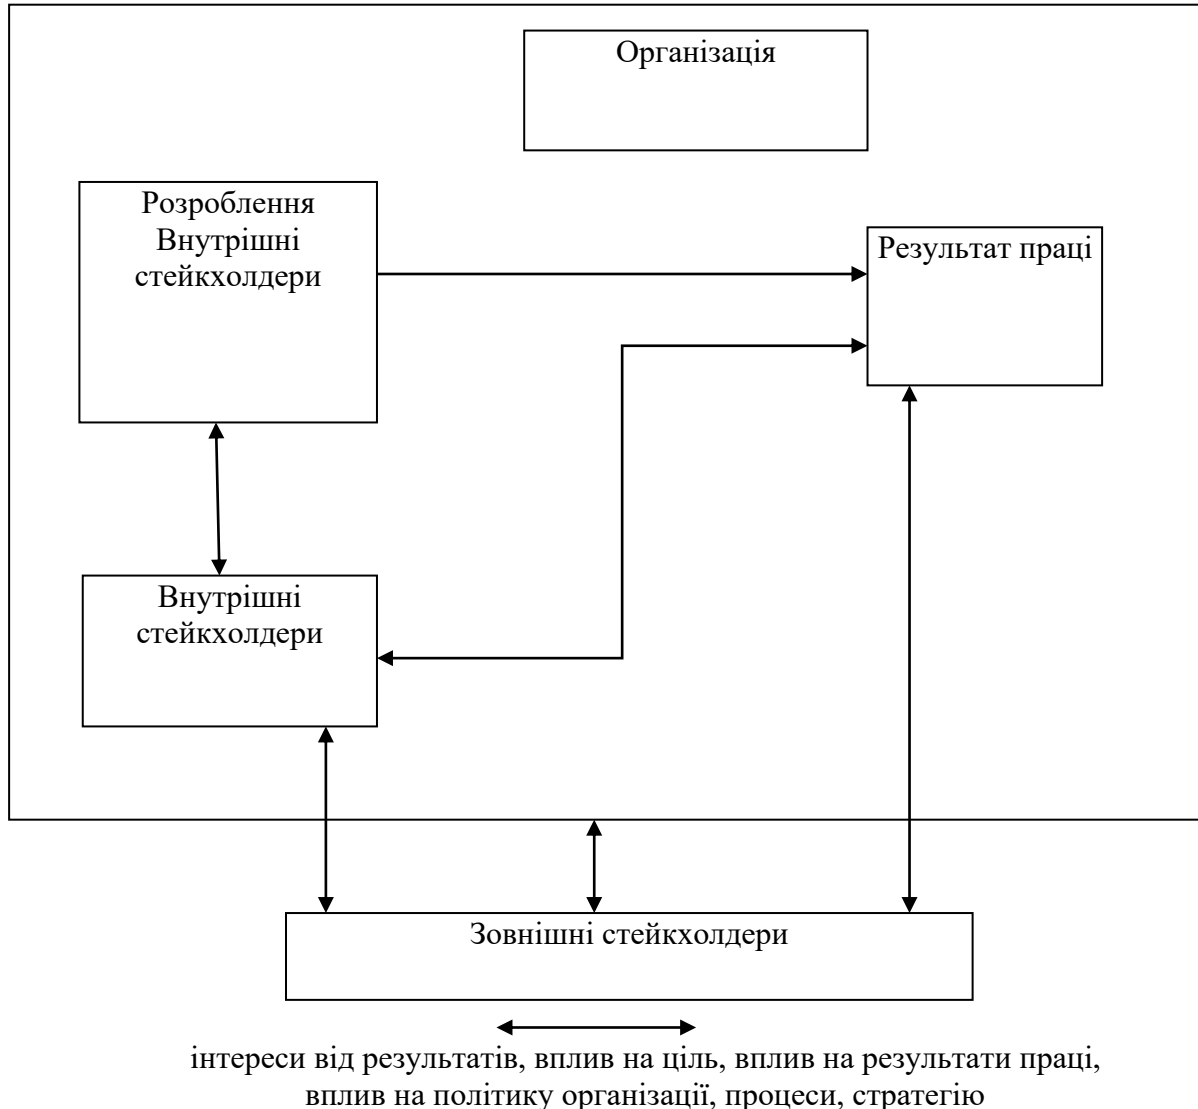 Організація
Розроблення
Внутрішні
стейкхолдери
Результат праці
Внутрішні
стейкхолдери
Зовнішні стейкхолдери
інтереси від результатів, вплив на ціль, вплив на результати праці,
вплив на політику організації, процеси, стратегію